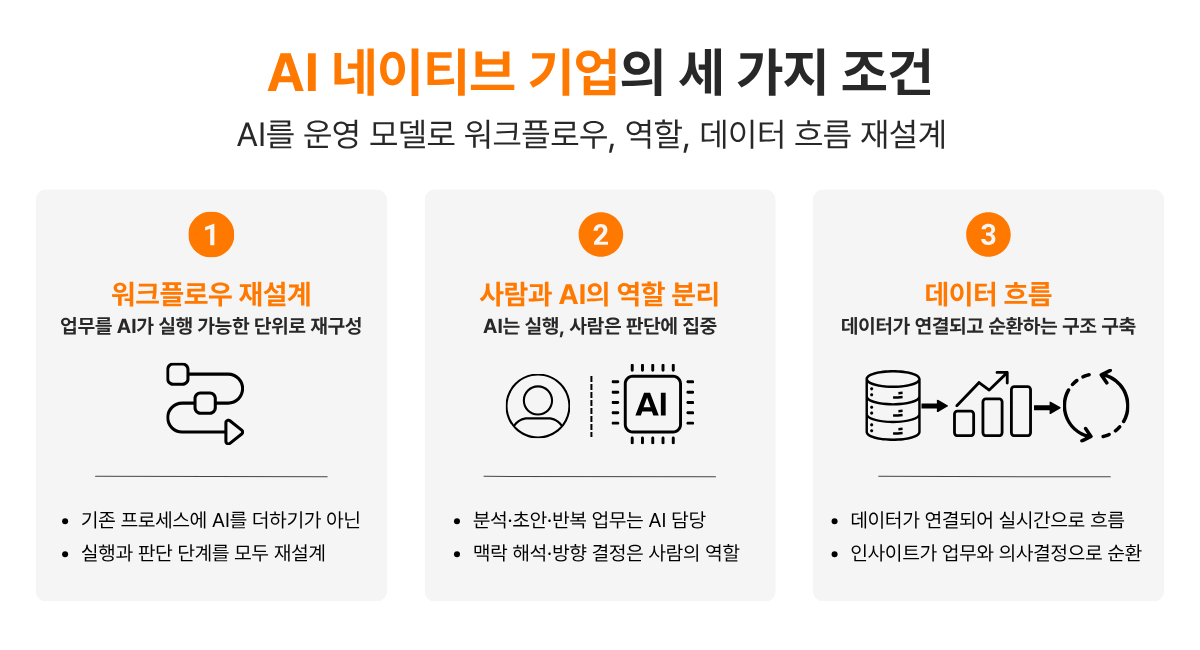 AI 네이티브 기업의 세 가지 조건
AI를 운영 모델로 워크플로우, 역할, 데이터 흐름 재설계
1
워크플로우 재설계
업무를 AI가 실행 가능한 단위로 재구성
• 기존 프로세스에 AI를 더하기가 아닌
• 실행과 판단 단계를 모두 재설계
2
사람과 AI의 역할 분리
AI는 실행, 사람은 판단에 집중
AI
• 분석·초안·반복 업무는 AI 담당
• 맥락 해석·방향 결정은 사람의 역할
3
데이터 흐름
데이터가 연결되고 순환하는 구조 구축
• 데이터가 연결되어 실시간으로 흐름
• 인사이트가 업무와 의사결정으로 순환